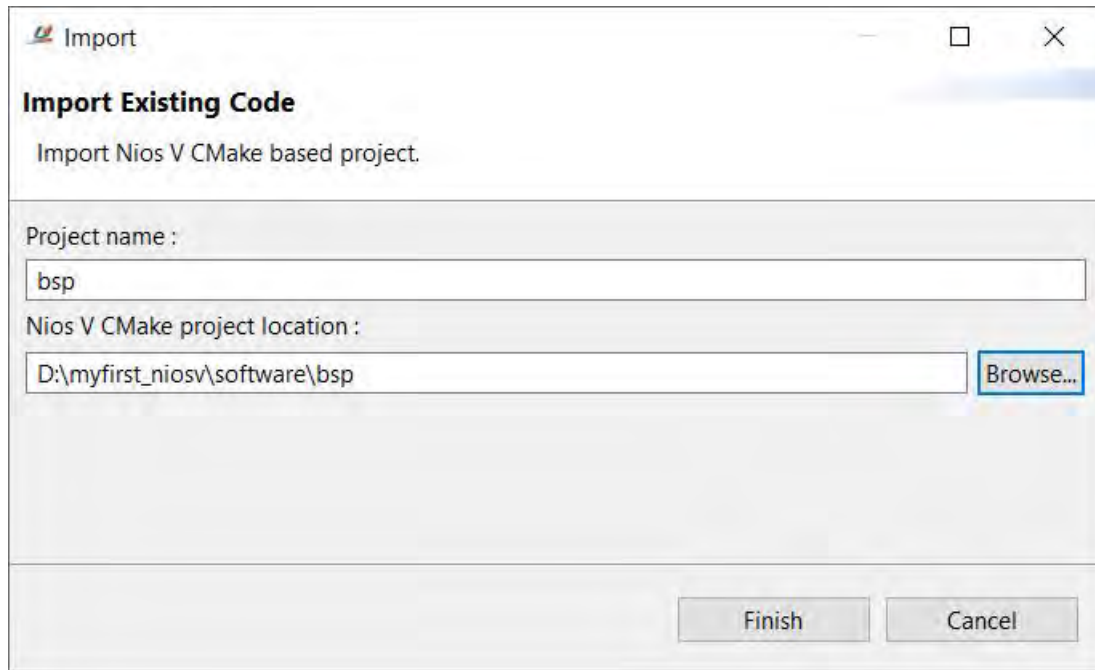 Import
Import Existing Code
Import Nios V CMake based project.
Project name :
bsp
Nios V CMake project location :
D:\myfirst_niosv\software\bsp
Browse...
Finish
Cancel